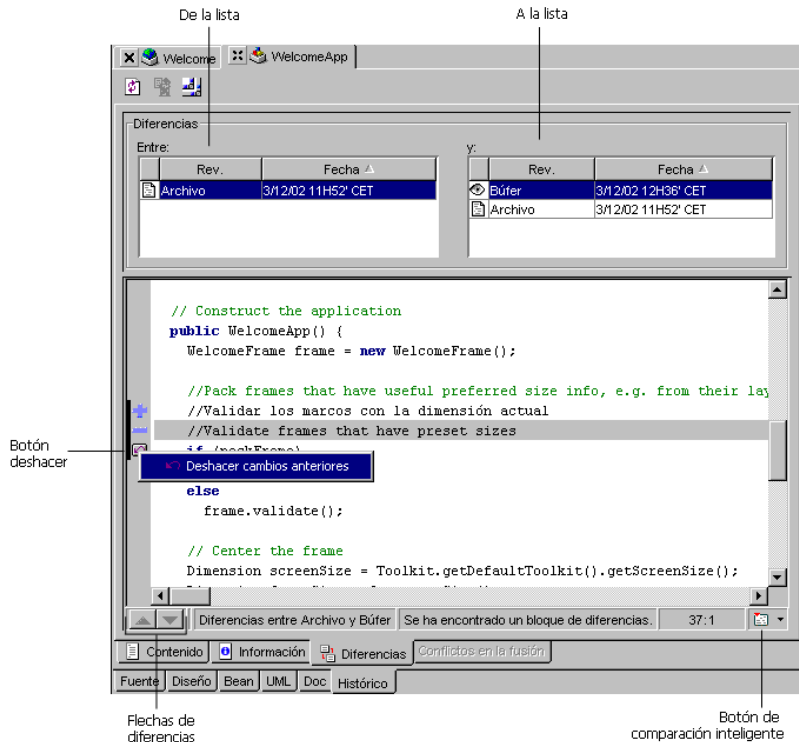 De la lista
A la lista
Welcome
WelcomeApp
Diferencias
Entre:
y:
Rev. Fecha
Archivo 3/12/02 11H52' CET
Rev. Fecha
Búfer 3/12/02 12H36' CET
Archivo 3/12/02 11H52' CET
// Construct the application
public WelcomeApp() {
WelcomeFrame frame = new WelcomeFrame();
//Pack frames that have useful preferred size info, e.g. from their lay
//Validar los marcos con la dimensión actual
//Validate frames that have preset sizes
Botón
deshacer
if (packFrame)
Deshacer cambios anteriores
else
frame.validate();
// Center the frame
Dimension screenSize = Toolkit.getDefaultToolkit().getScreenSize();
Diferencias entre Archivo y Búfer Se ha encontrado un bloque de diferencias. 37:1
Contenido Información Diferencias Conflictos en la fusión
Fuente Diseño Bean UML Doc Histórico
Flechas de
diferencias
Botón de
comparación inteligente